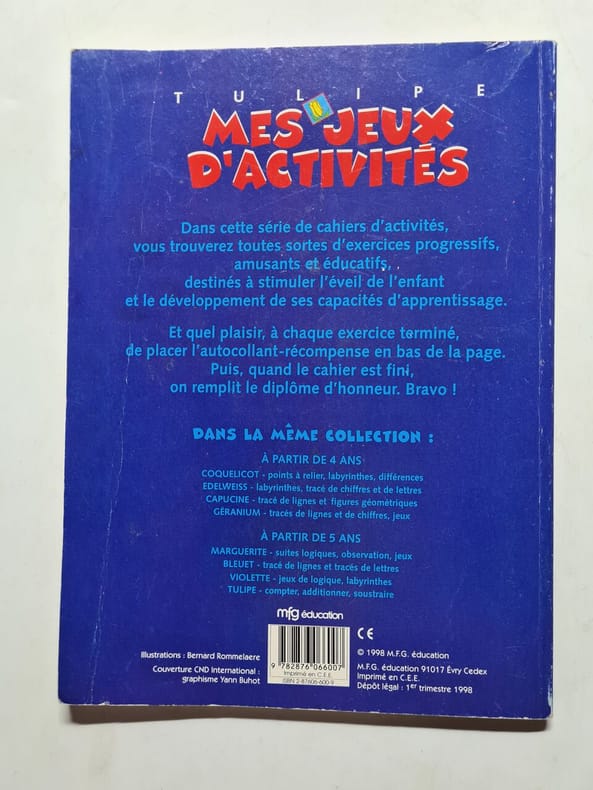 TULIPE
MES JEUX
D'ACTIVITÉS
Dans cette série de cahiers d'activités,
vous trouverez toutes sortes d'exercices progressifs,
amusants et éducatifs,
destinés à stimuler l'éveil de l'enfant
et le développement de ses capacités d'apprentissage.
Et quel plaisir, à chaque exercice terminé,
de placer l'autocollant-récompense en bas de la page.
Puis, quand le cahier est fini,
on remplit le diplôme d'honneur. Bravo !
DANS LA MÊME COLLECTION :
À PARTIR DE 4 ANS
COQUELICOT - points à relier, labyrinthes, différences
EDELWEISS - labyrinthes, tracé de chiffres et de lettres
CAPUCINE - tracé de lignes et figures géométriques
GÉRANIUM - tracés de lignes et de chiffres, jeux
À PARTIR DE 5 ANS
MARGUERITE - suites logiques, observation, jeux
BLEUET - tracé de lignes et tracés de lettres
VIOLETTE - jeux de logique, labyrinthes
TULIPE - compter, additionner, soustraire
mfg éducation
Illustrations : Bernard Rommelaere
Couverture CND International :
graphisme Yann Buhot
9 782876 066007
Imprimé en C.E.E.
ISBN 2-87606-600-9
CE
© 1998 M.F.G. éducation
M.F.G. éducation 91017 Évry Cedex
Imprimé en C.E.E.
Dépôt légal : 1er trimestre 1998